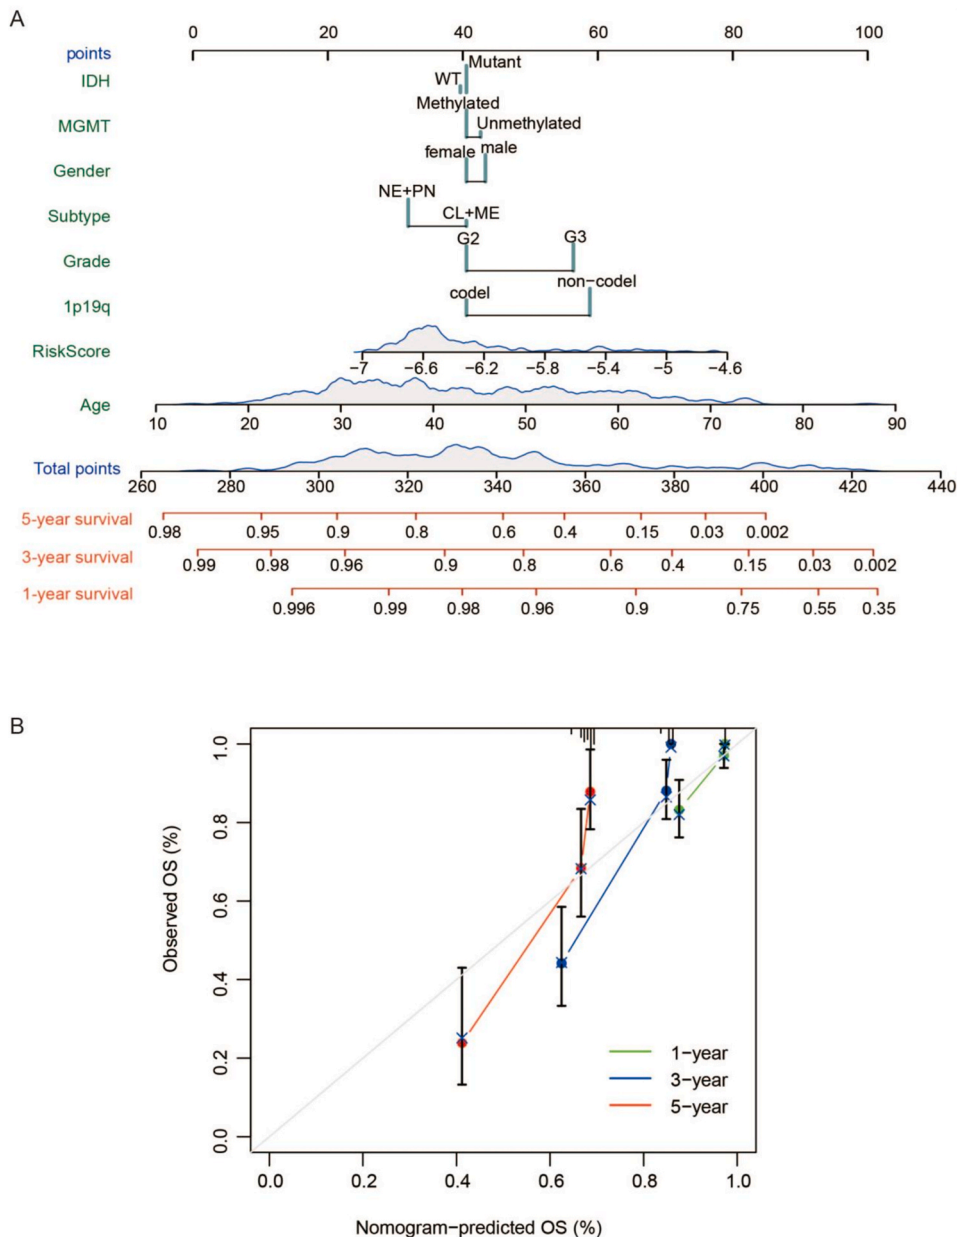 A
0 20 40 60 80 100
points
Mutant
IDH
WT
Methylated
MGMT
Unmethylated
female male
Gender
NE+PN
Subtype
CL+ME
G2 G3
Grade
non−codel
1p19q
codel
RiskScore
−7 −6.6 −6.2 −5.8 −5.4 −5 −4.6
Age
10 20 30 40 50 60 70 80 90
Total points
260 280 300 320 340 360 380 400 420 440
5-year survival
0.98 0.95 0.9 0.8 0.6 0.4 0.15 0.03 0.002
3-year survival
0.99 0.98 0.96 0.9 0.8 0.6 0.4 0.15 0.03 0.002
1-year survival
0.996 0.99 0.98 0.96 0.9 0.75 0.55 0.35
B
Observed OS (%)
1.0
0.8
0.6
0.4
0.2
0.0
1−year
3−year
5−year
0.0 0.2 0.4 0.6 0.8 1.0
Nomogram−predicted OS (%)